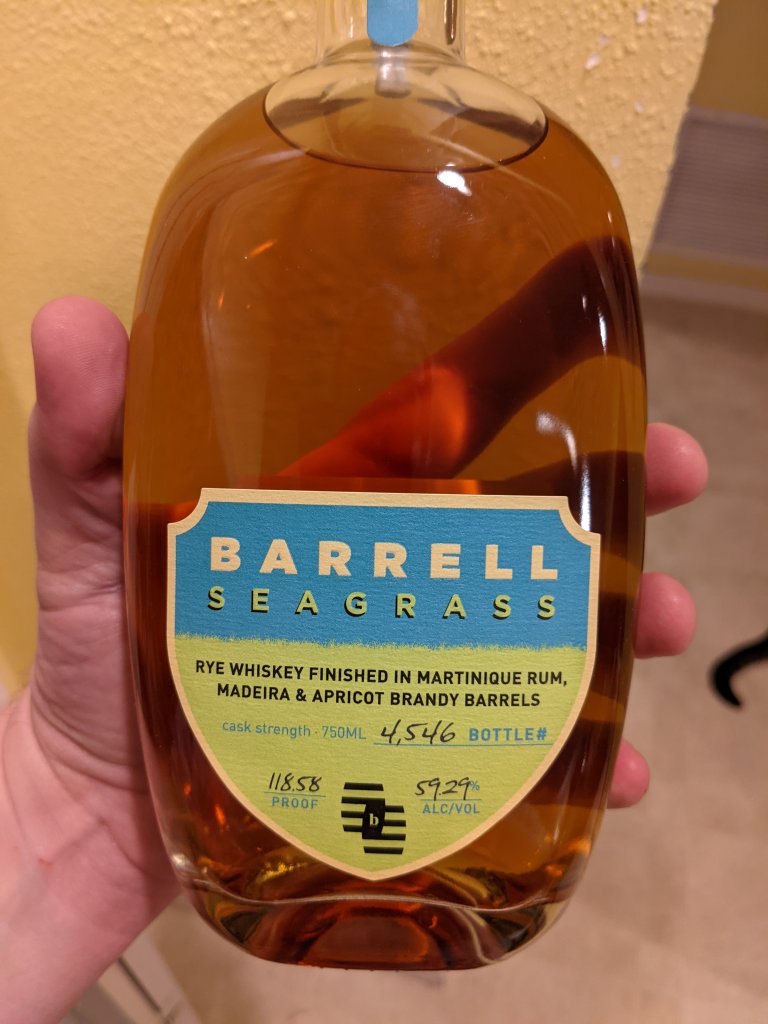 BARRELL
SEAGRASS
RYE WHISKEY FINISHED IN MARTINIQUE RUM,
MADEIRA & APRICOT BRANDY BARRELS
cask strength · 750ML 4,546 BOTTLE#
118.58 59.29%
PROOF ALC/VOL
b